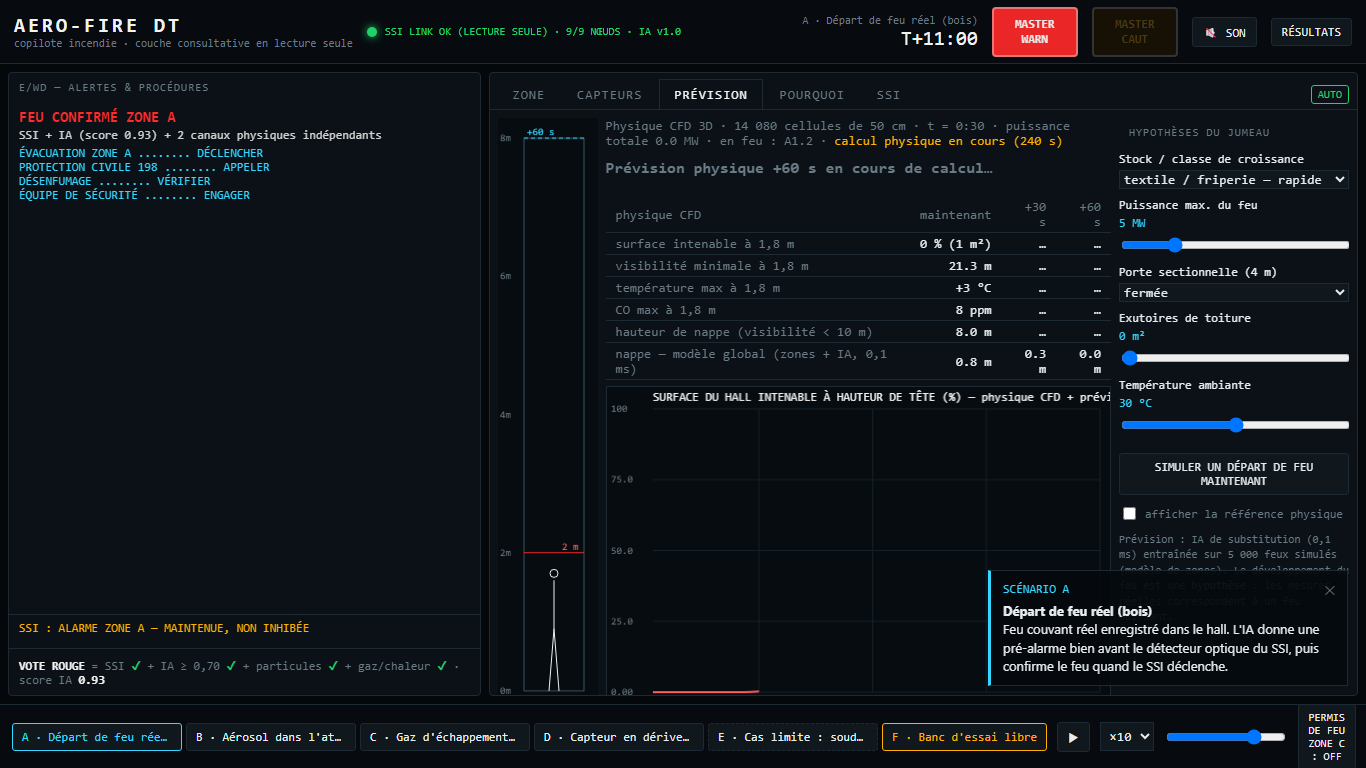 AERO-FIRE DT
copilote incendie · couche consultative en lecture seule
SSI LINK OK (LECTURE SEULE) · 9/9 NŒUDS · IA v1.0
A · Départ de feu réel (bois)
T+11:00
MASTER
WARN
MASTER
CAUT
SON
RÉSULTATS
E/WD — ALERTES & PROCÉDURES
FEU CONFIRMÉ ZONE A
SSI + IA (score 0.93) + 2 canaux physiques indépendants
ÉVACUATION ZONE A ........ DÉCLENCHER
PROTECTION CIVILE 198 ........ APPELER
DÉSENFUMAGE ........ VÉRIFIER
ÉQUIPE DE SÉCURITÉ ........ ENGAGER
SSI : ALARME ZONE A — MAINTENUE, NON INHIBÉE
VOTE ROUGE = SSI ✓ + IA ≥ 0,70 ✓ + particules ✓ + gaz/chaleur ✓ ·
score IA 0.93
ZONE
CAPTEURS
PRÉVISION
POURQUOI
SSI
AUTO
8m
+60 s
6m
4m
2m
2 m
0m
Physique CFD 3D · 14 080 cellules de 50 cm · t = 0:30 · puissance
totale 0.0 MW · en feu : A1.2 · calcul physique en cours (240 s)
Prévision physique +60 s en cours de calcul…
physique CFD maintenant +30 s +60 s
surface intenable à 1,8 m 0 % (1 m²) … …
visibilité minimale à 1,8 m 21.3 m … …
température max à 1,8 m +3 °C … …
CO max à 1,8 m 8 ppm … …
hauteur de nappe (visibilité < 10 m) 8.0 m … …
nappe — modèle global (zones + IA, 0,1 ms) 0.8 m 0.3 m 0.0 m
SURFACE DU HALL INTENABLE À HAUTEUR DE TÊTE (%) — physique CFD + prévi
100
75.0
50.0
25.0
0.00
HYPOTHÈSES DU JUMEAU
Stock / classe de croissance
textile / friperie — rapide
Puissance max. du feu
5 MW
Porte sectionnelle (4 m)
fermée
Exutoires de toiture
0 m²
Température ambiante
30 °C
SIMULER UN DÉPART DE FEU
MAINTENANT
afficher la référence physique
Prévision : IA de substitution (0,1
ms) entraînée sur 5 000 feux simulés
(modèle de zones). Le développement du
SCÉNARIO A
Départ de feu réel (bois)
Feu couvant réel enregistré dans le hall. L'IA donne une
pré-alarme bien avant le détecteur optique du SSI, puis
confirme le feu quand le SSI déclenche.
A · Départ de feu rée…
B · Aérosol dans l'at…
C · Gaz d'échappement…
D · Capteur en dérive…
E · Cas limite : soud…
F · Banc d'essai libre
x10
PERMIS
DE FEU
ZONE C
: OFF